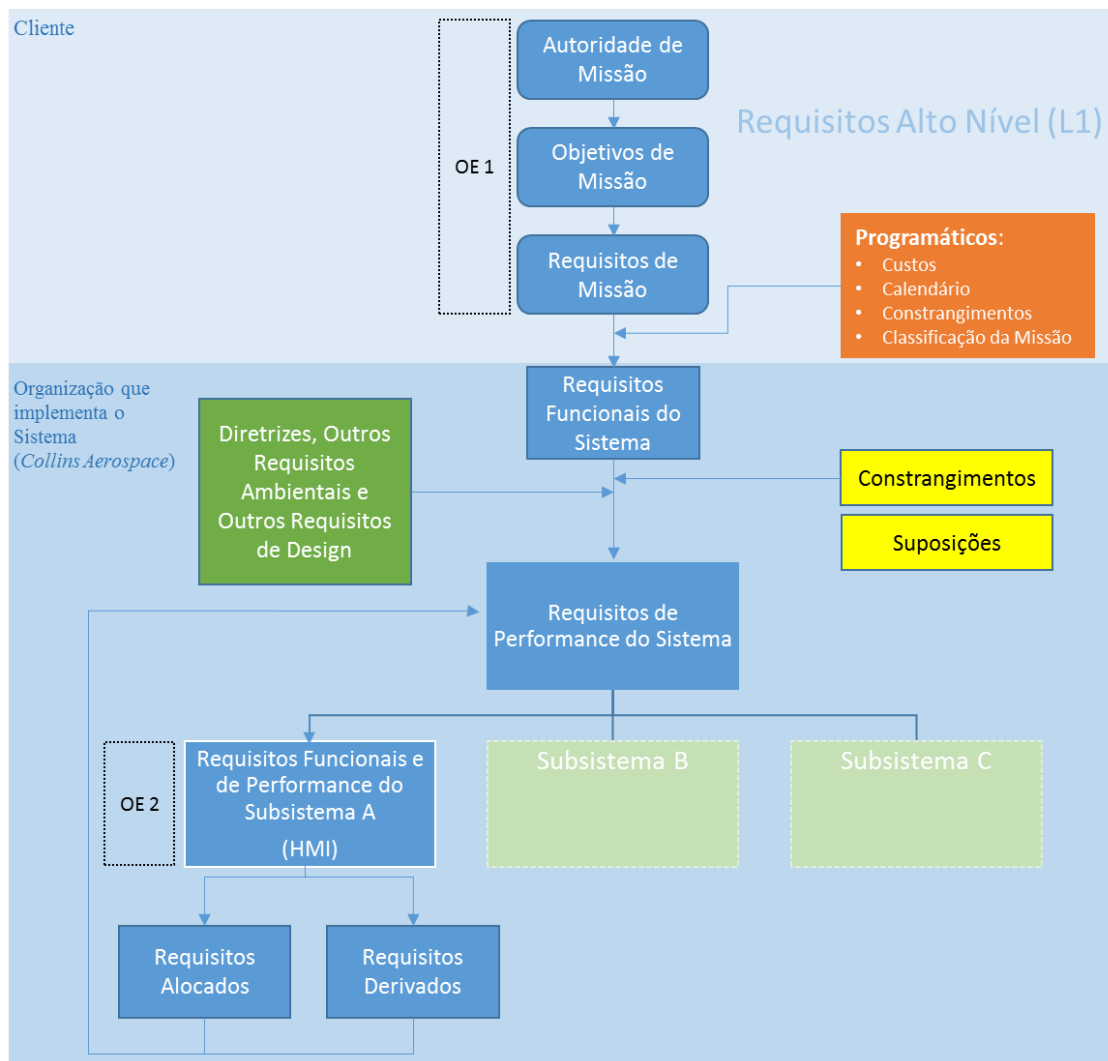 Cliente
Autoridade de
Missão
Requisitos Alto Nível (L1)
OE 1
Objetivos de
Missão
Requisitos de
Missão
Programáticos:
• Custos
• Calendário
• Constrangimentos
• Classificação da Missão
Organização que
implementa o
Sistema
(Collins Aerospace)
Requisitos
Funcionais do
Sistema
Diretrizes, Outros
Requisitos
Ambientais e
Outros Requisitos
de Design
Constrangimentos
Suposições
Requisitos de
Performance do Sistema
OE 2
Requisitos Funcionais e
de Performance do
Subsistema A
(HMI)
Subsistema B
Subsistema C
Requisitos
Alocados
Requisitos
Derivados